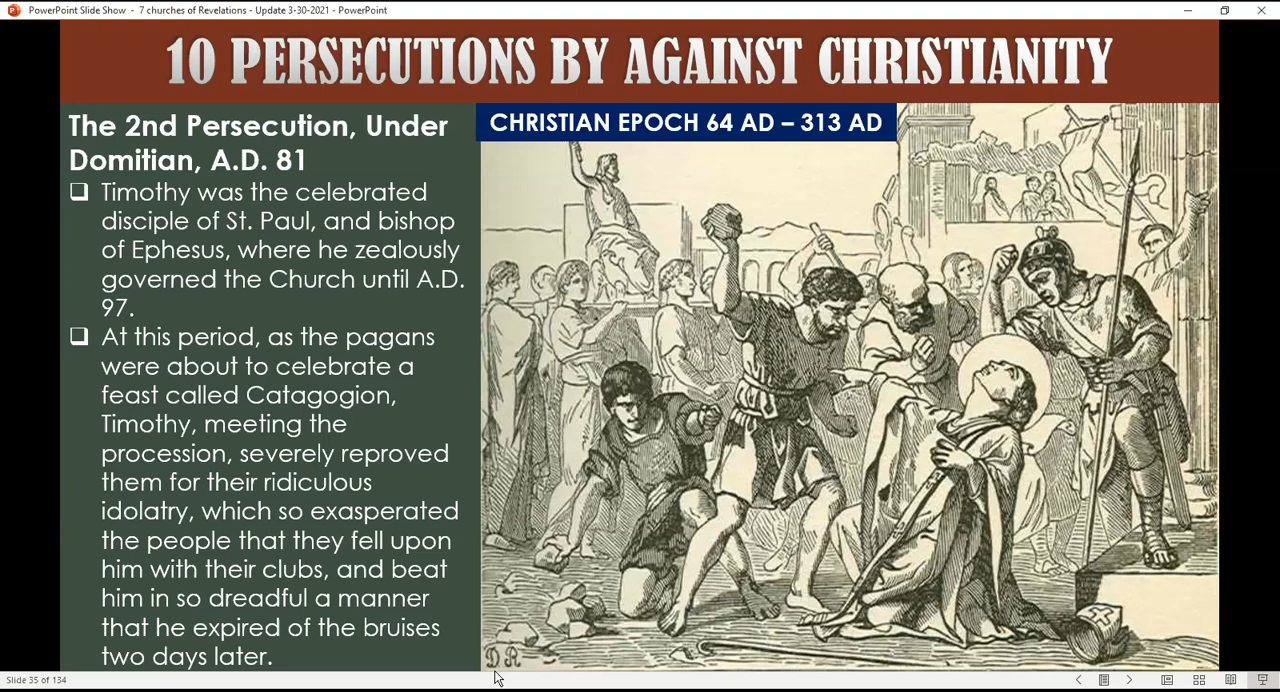 PowerPoint Slide Show - 7 churches of Revelations - Update 3-30-2021 - PowerPoint
10 PERSECUTIONS BY AGAINST CHRISTIANITY
The 2nd Persecution, Under
Domitian, A.D. 81
Timothy was the celebrated
disciple of St. Paul, and bishop
of Ephesus, where he zealously
governed the Church until A.D.
97.
At this period, as the pagans
were about to celebrate a
feast called Catagogion,
Timothy, meeting the
procession, severely reproved
them for their ridiculous
idolatry, which so exasperated
the people that they fell upon
him with their clubs, and beat
him in so dreadful a manner
that he expired of the bruises
two days later.
CHRISTIAN EPOCH 64 AD – 313 AD
D R
Slide 35 of 134